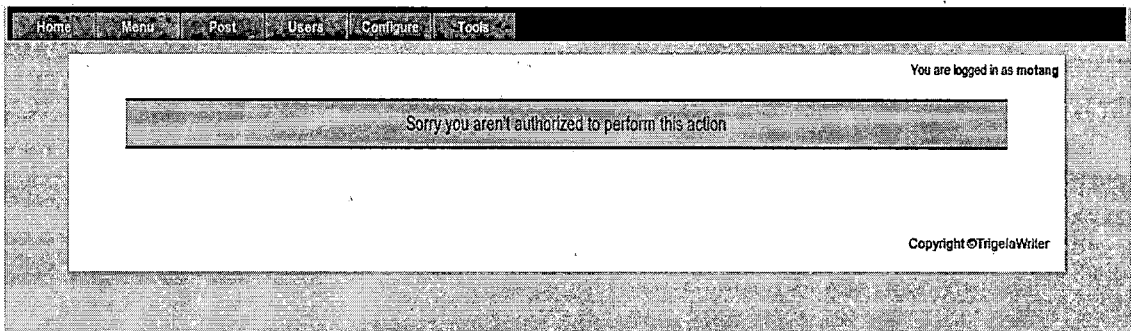 Home Menu Post Users Configure Tools
You are logged in as motang
Sorry you aren't authorized to perform this action
Copyright ©TrigelaWriter